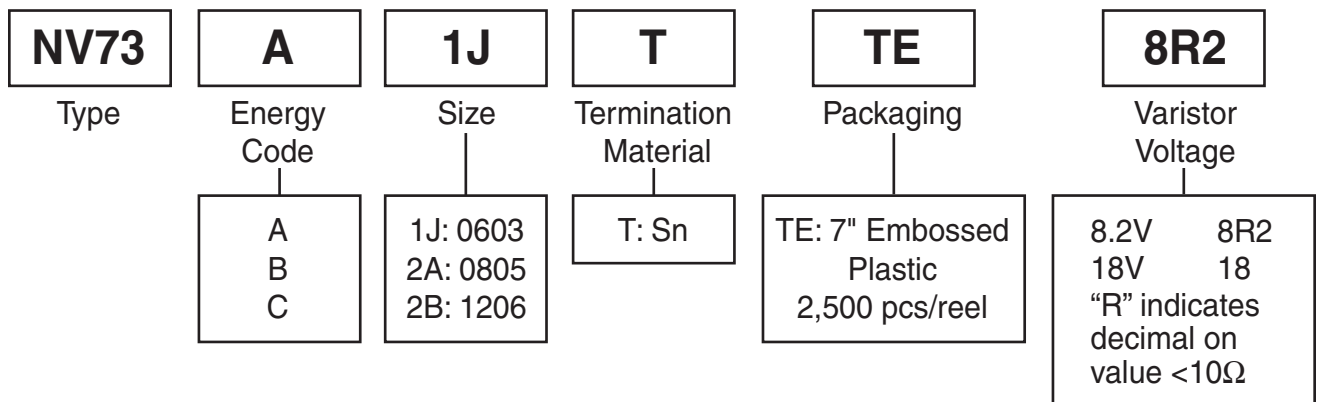 NV73 A 1J T TE 8R2
Type Energy Code Size Termination Material Packaging Varistor Voltage
A
B
C
1J: 0603
2A: 0805
2B: 1206
T: Sn
TE: 7" Embossed
Plastic
2,500 pcs/reel
8.2V 8R2
18V 18
“R” indicates
decimal on
value <10Ω